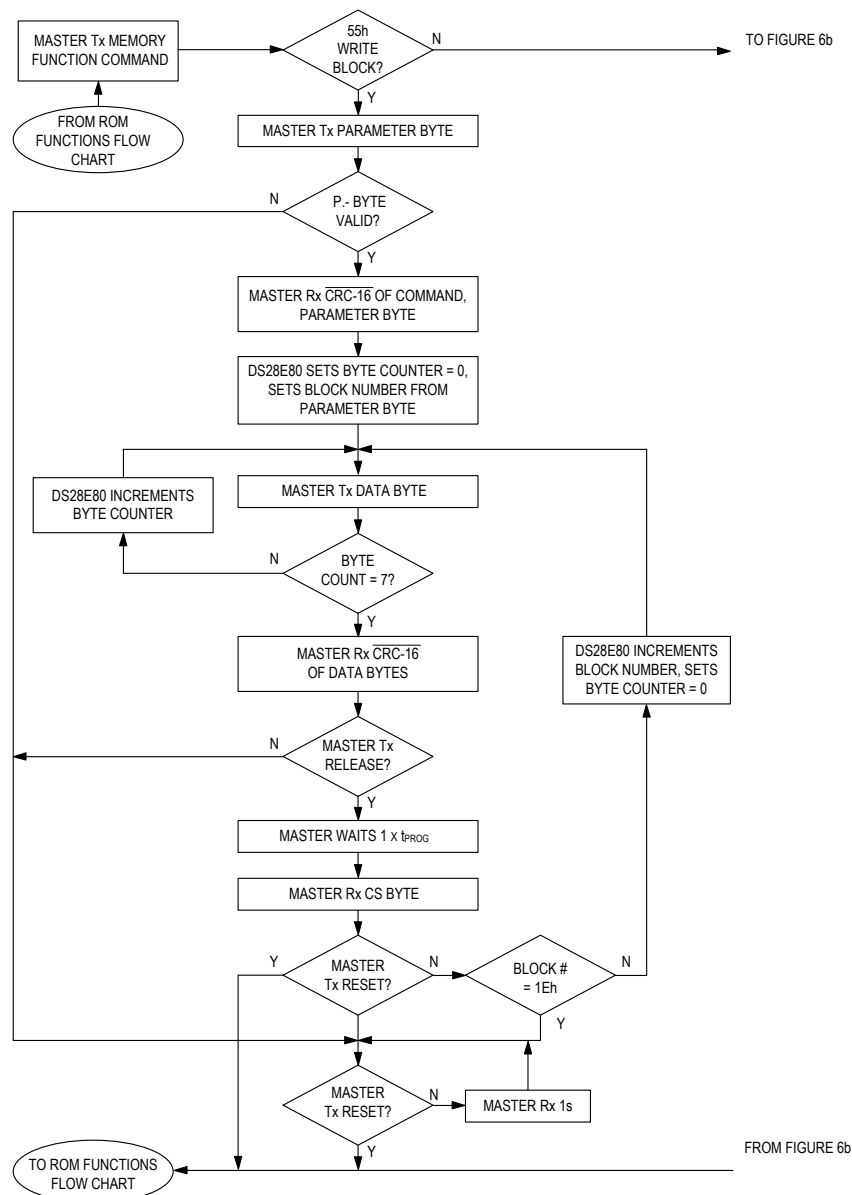 MASTER Tx MEMORY
FUNCTION COMMAND
55h
WRITE
BLOCK?
N
TO FIGURE 6b
Y
FROM ROM
FUNCTIONS FLOW
CHART
MASTER Tx PARAMETER BYTE
N
P.- BYTE
VALID?
Y
MASTER Rx CRC-16 OF COMMAND,
PARAMETER BYTE
DS28E80 SETS BYTE COUNTER = 0,
SETS BLOCK NUMBER FROM
PARAMETER BYTE
DS28E80 INCREMENTS
BYTE COUNTER
MASTER Tx DATA BYTE
N
BYTE
COUNT = 7?
Y
MASTER Rx CRC-16
OF DATA BYTES
DS28E80 INCREMENTS
BLOCK NUMBER, SETS
BYTE COUNTER = 0
N
MASTER Tx
RELEASE?
Y
MASTER WAITS 1 x tPROG
MASTER Rx CS BYTE
Y
MASTER
Tx RESET?
N
BLOCK #
= 1Eh
N
Y
MASTER
Tx RESET?
N
MASTER Rx 1s
Y
TO ROM FUNCTIONS
FLOW CHART
FROM FIGURE 6b